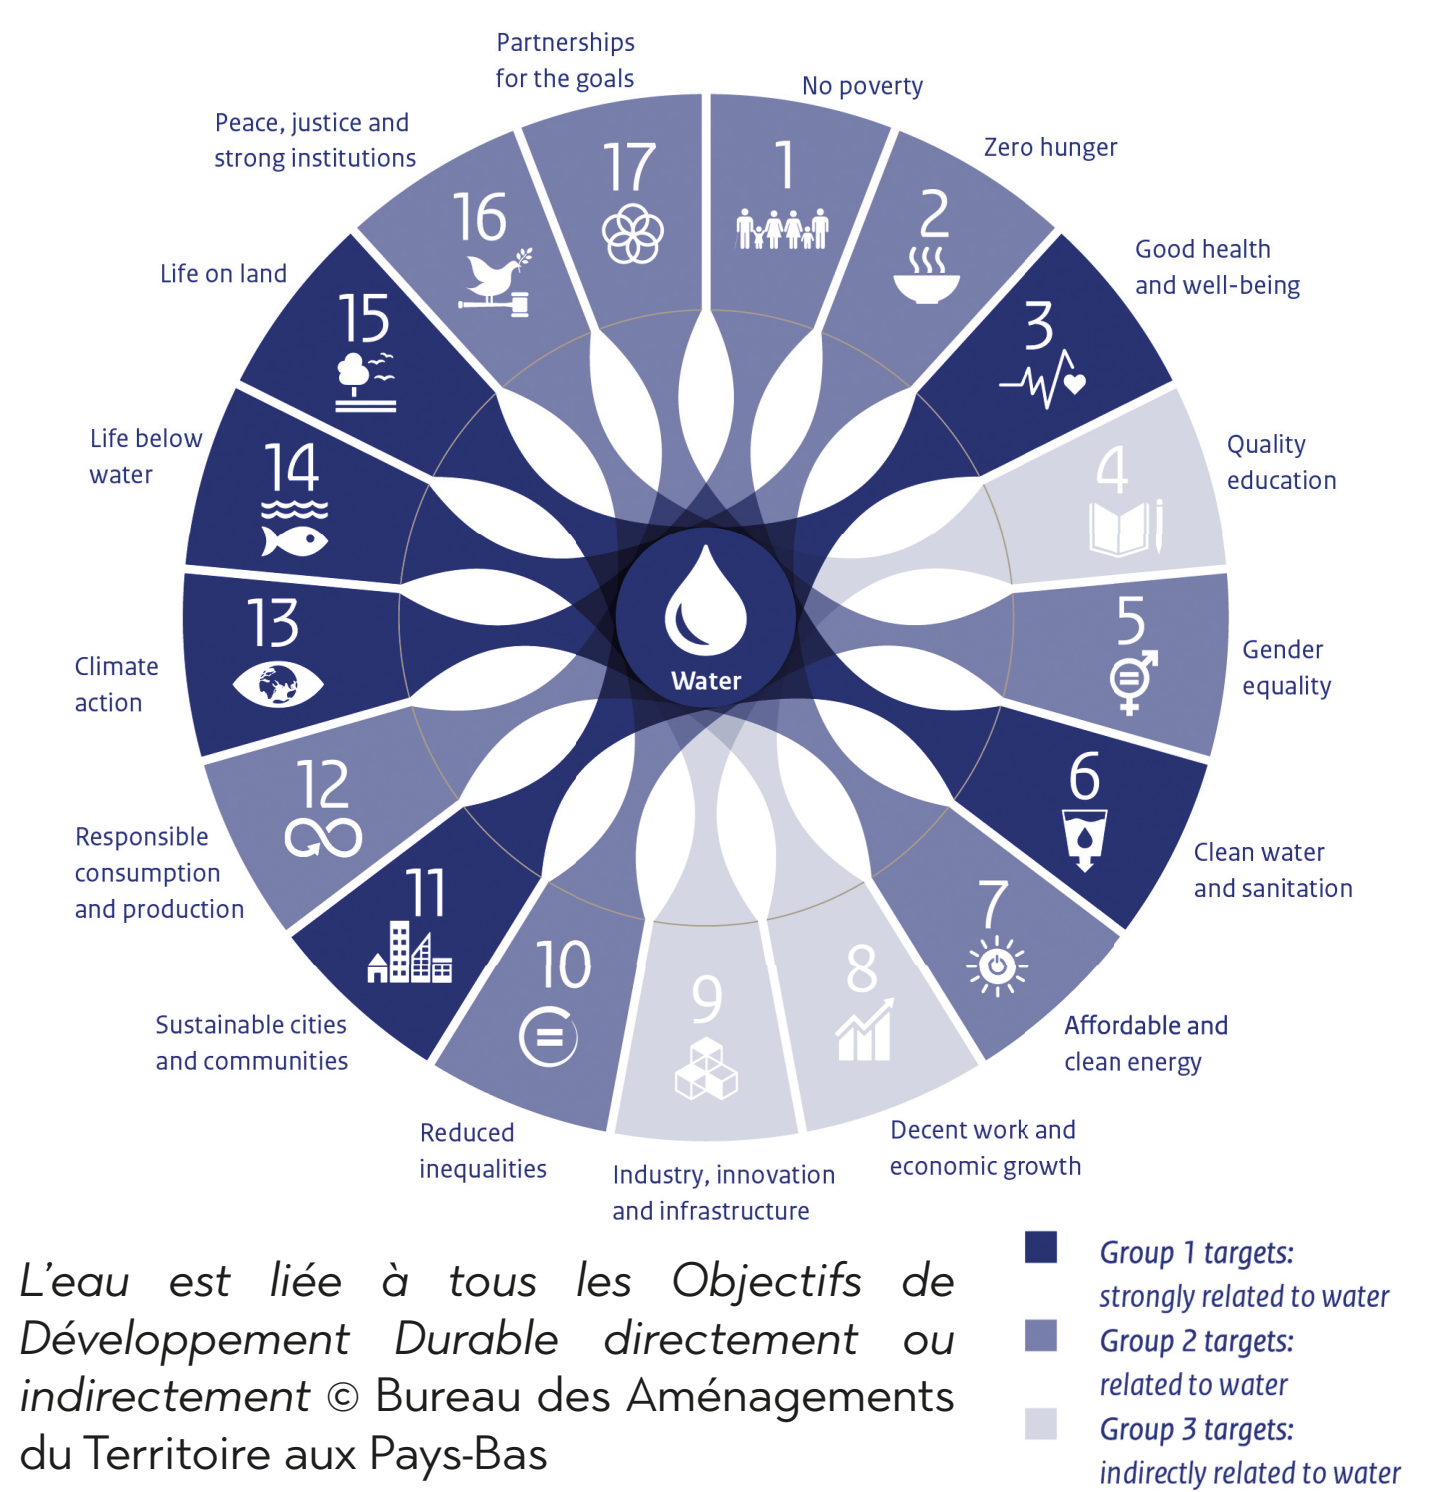 Partnerships
for the goals
No poverty
Zero hunger
Good health
and well-being
Quality
education
Gender
equality
Clean water
and sanitation
Affordable and
clean energy
Decent work and
economic growth
Industry, innovation
and infrastructure
Reduced
inequalities
Sustainable cities
and communities
Responsible
consumption
and production
Climate
action
Life below
water
Life on land
Peace, justice and
strong institutions
1
2
3
4
5
6
7
8
9
10
11
12
13
14
15
16
17
Water
L'eau est liée à tous les Objectifs de
Développement Durable directement ou
indirectement © Bureau des Aménagements
du Territoire aux Pays-Bas
Group 1 targets:
strongly related to water
Group 2 targets:
related to water
Group 3 targets:
indirectly related to water